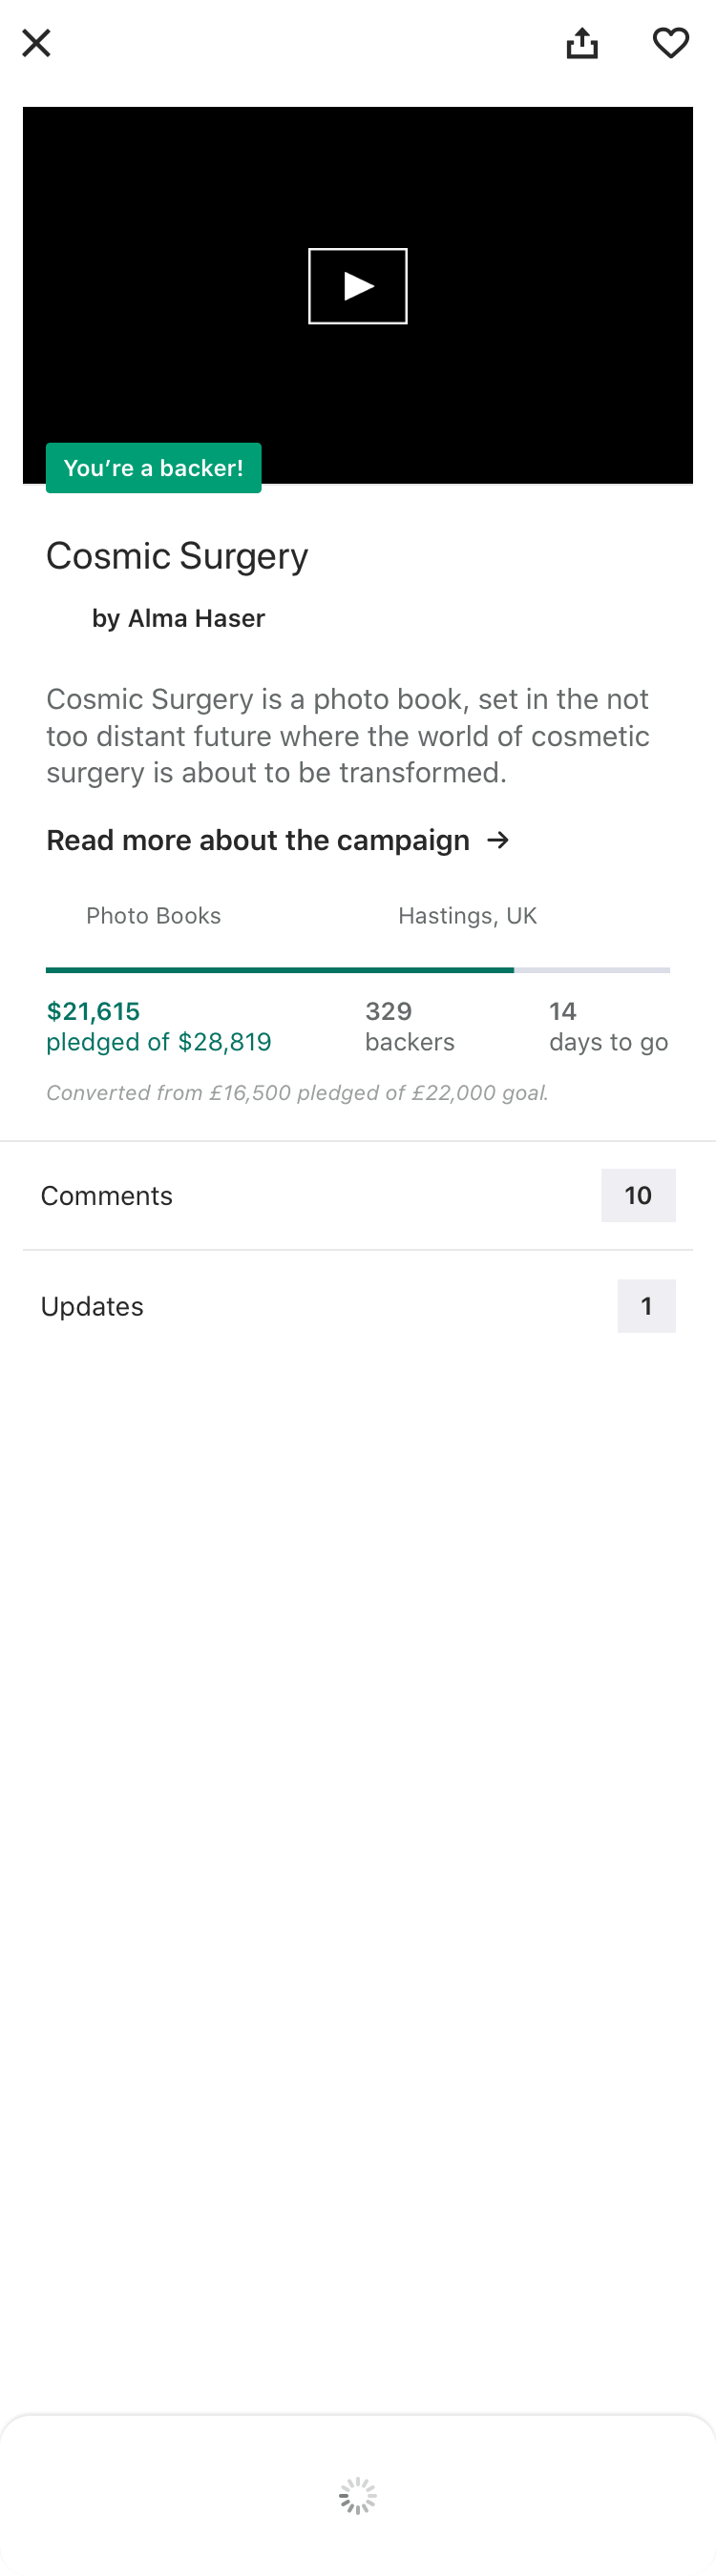 You’re a backer!
Cosmic Surgery
by Alma Haser
Cosmic Surgery is a photo book, set in the not
too distant future where the world of cosmetic
surgery is about to be transformed.
Read more about the campaign →
Photo Books
Hastings, UK
$21,615
pledged of $28,819
329
backers
14
days to go
Converted from £16,500 pledged of £22,000 goal.
Comments
10
Updates
1